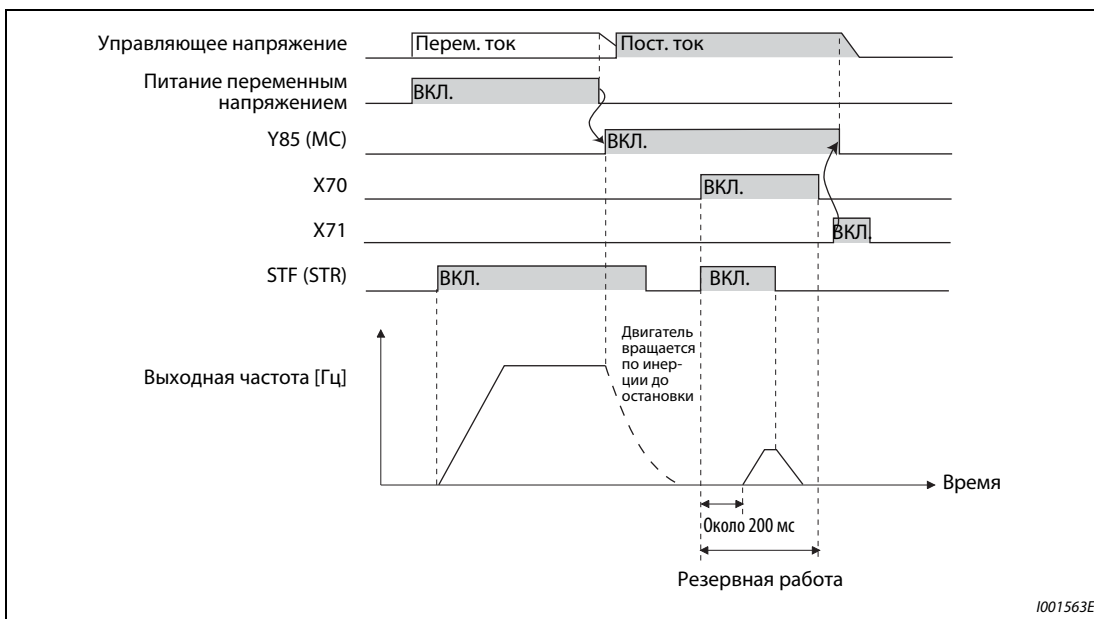 Управляющее напряжение
Перем. ток
Пост. ток
Питание переменным
напряжением
ВКЛ.
Y85 (MC)
ВКЛ.
X70
ВКЛ.
X71
ВКЛ.
STF (STR)
ВКЛ.
ВКЛ.
Двигатель
вращается
по инер-
ции до
остановки
Выходная частота [Гц]
Время
Около 200 мс
Резервная работа
I001563E